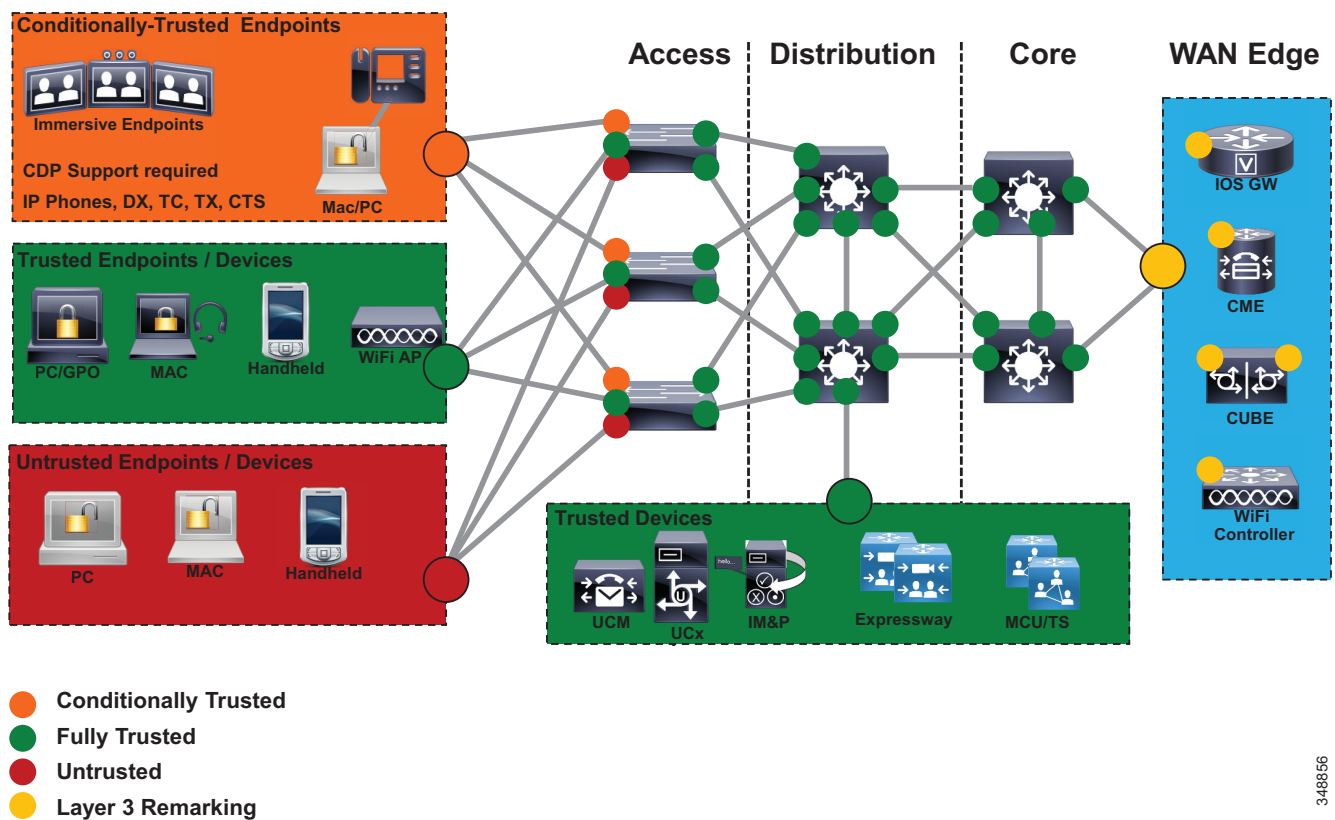 Conditionally-Trusted Endpoints
Immersive Endpoints
CDP Support required
IP Phones, DX, TC, TX, CTS
Mac/PC
Access
Distribution
Core
WAN Edge
IOS GW
V
CME
CUBE
WiFi
Controller
Trusted Endpoints / Devices
PC/GPO
MAC
Handheld
WiFi AP
Untrusted Endpoints / Devices
PC
MAC
Handheld
Trusted Devices
hello...
U
UCM
UCx
IM&P
Expressway
MCU/TS
Conditionally Trusted
Fully Trusted
Untrusted
Layer 3 Remarking
348856